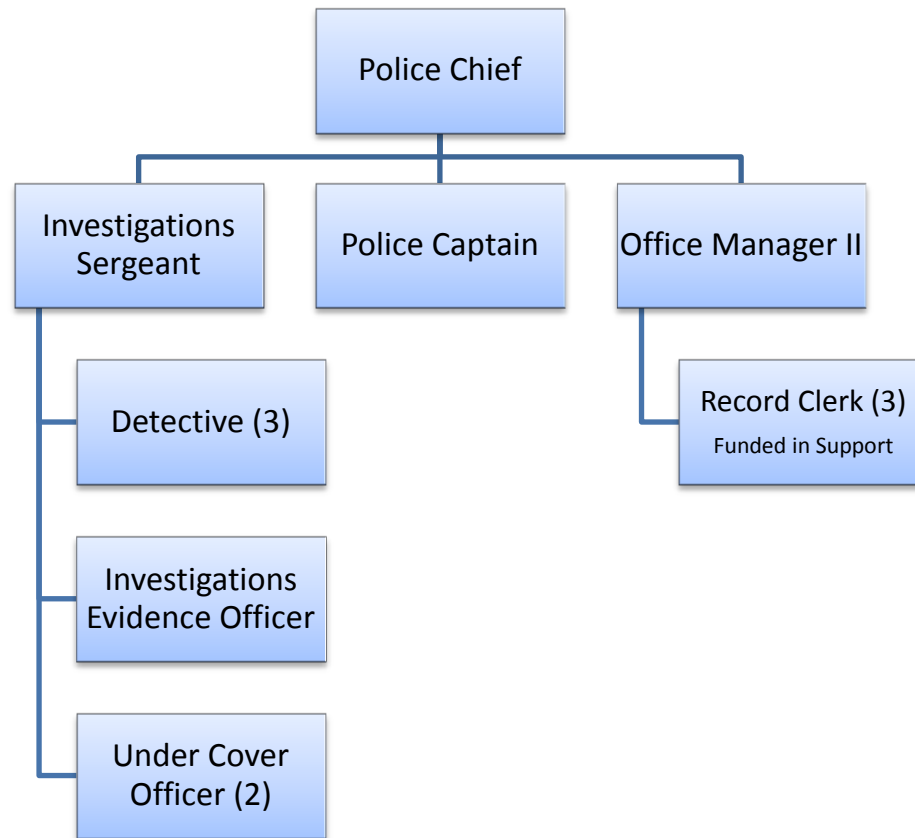 Police Chief
Investigations
Sergeant
Police Captain
Office Manager II
Detective (3)
Record Clerk (3)
Funded in Support
Investigations
Evidence Officer
Under Cover
Officer (2)